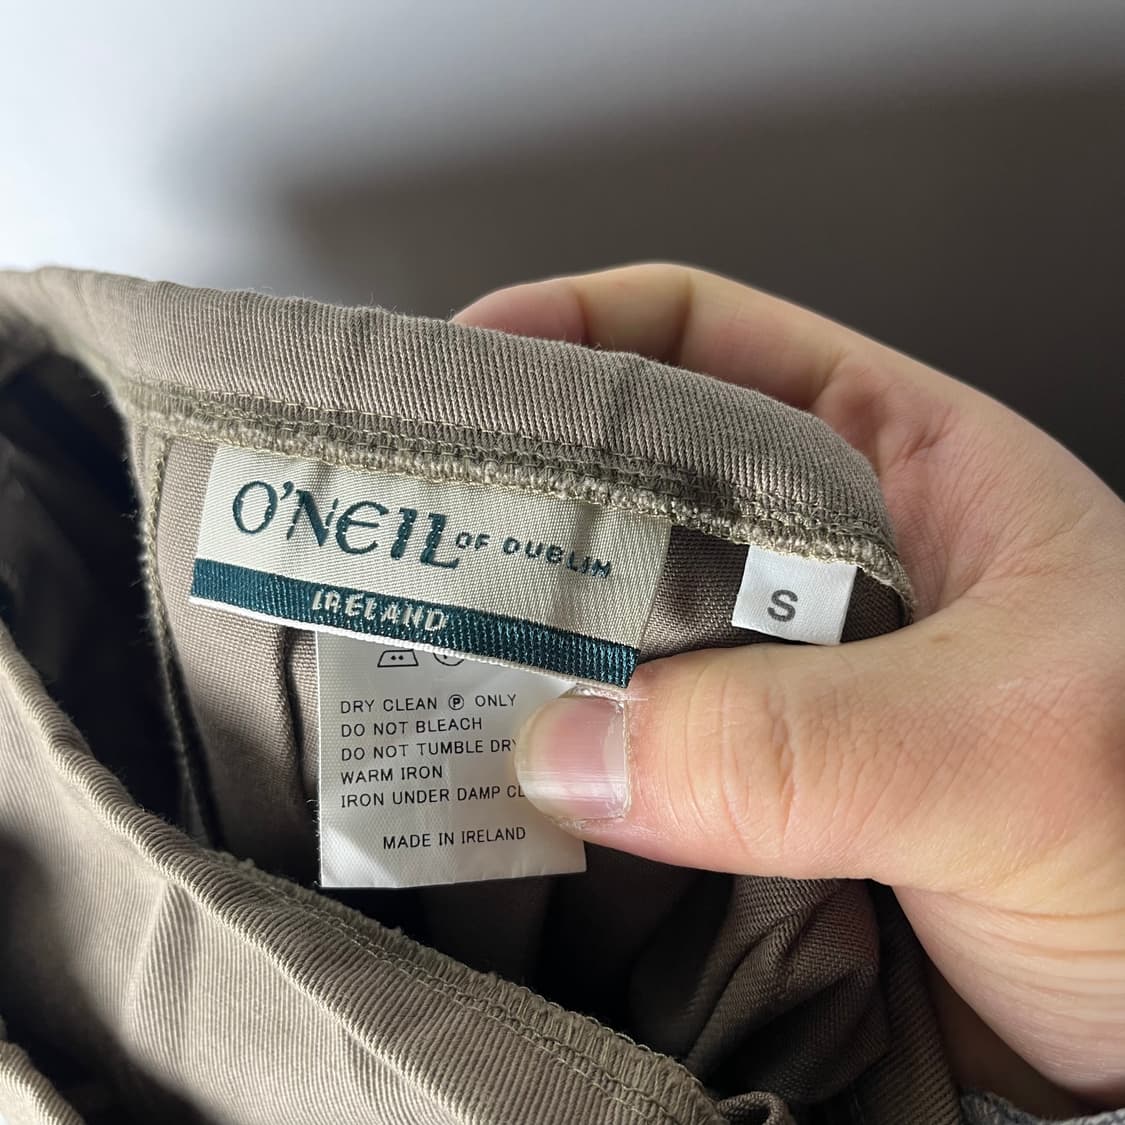 O'NEIL OF DUBLIN
IRELAND
S
DRY CLEAN Ⓟ ONLY
DO NOT BLEACH
DO NOT TUMBLE DRY
WARM IRON
IRON UNDER DAMP
MADE IN IRELAND